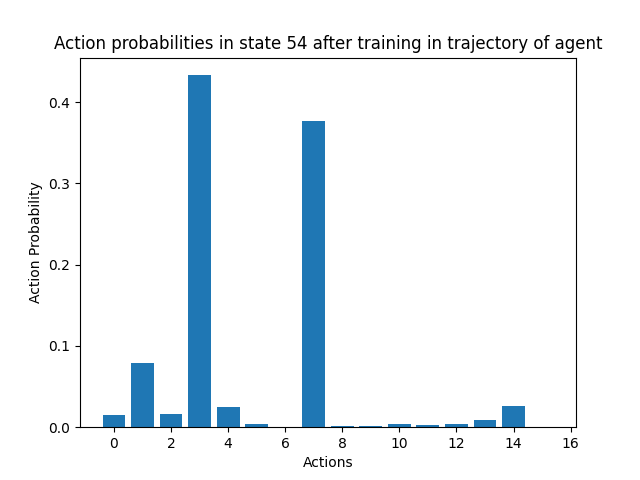 Action probabilities in state 54 after training in trajectory of agent
0.4
0.3
0.2
0.1
0.0
Action Probability
0 2 4 6 8 10 12 14 16
Actions